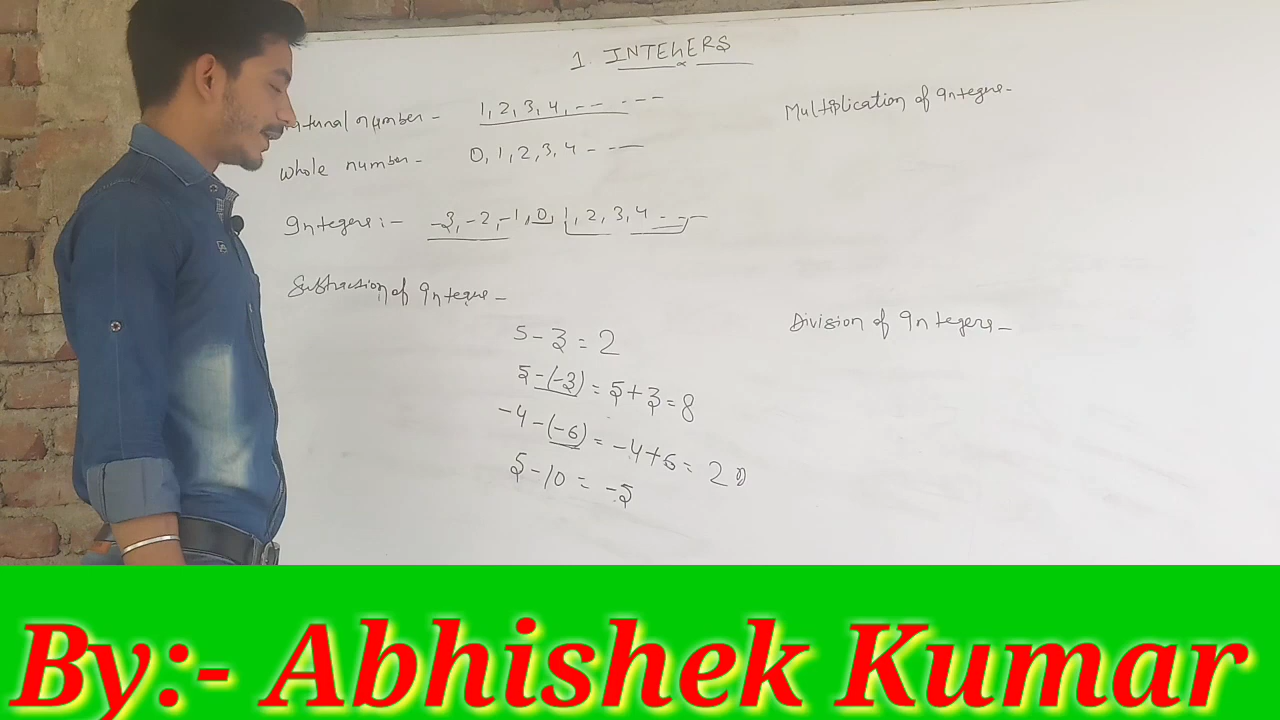 1. INTEGERS
Natural number - 1, 2, 3, 4, -- - --
Whole number - 0, 1, 2, 3, 4 - - --
Integers :- -3, -2, -1, 0, 1, 2, 3, 4 - - --
Subtraction of Integers -
5 - 3 = 2
5 - (-3) = 5 + 3 = 8
-4 - (-6) = -4 + 6 = 2
5 - 10 = -5
Multiplication of Integers -
Division of Integers -
By:- Abhishek Kumar